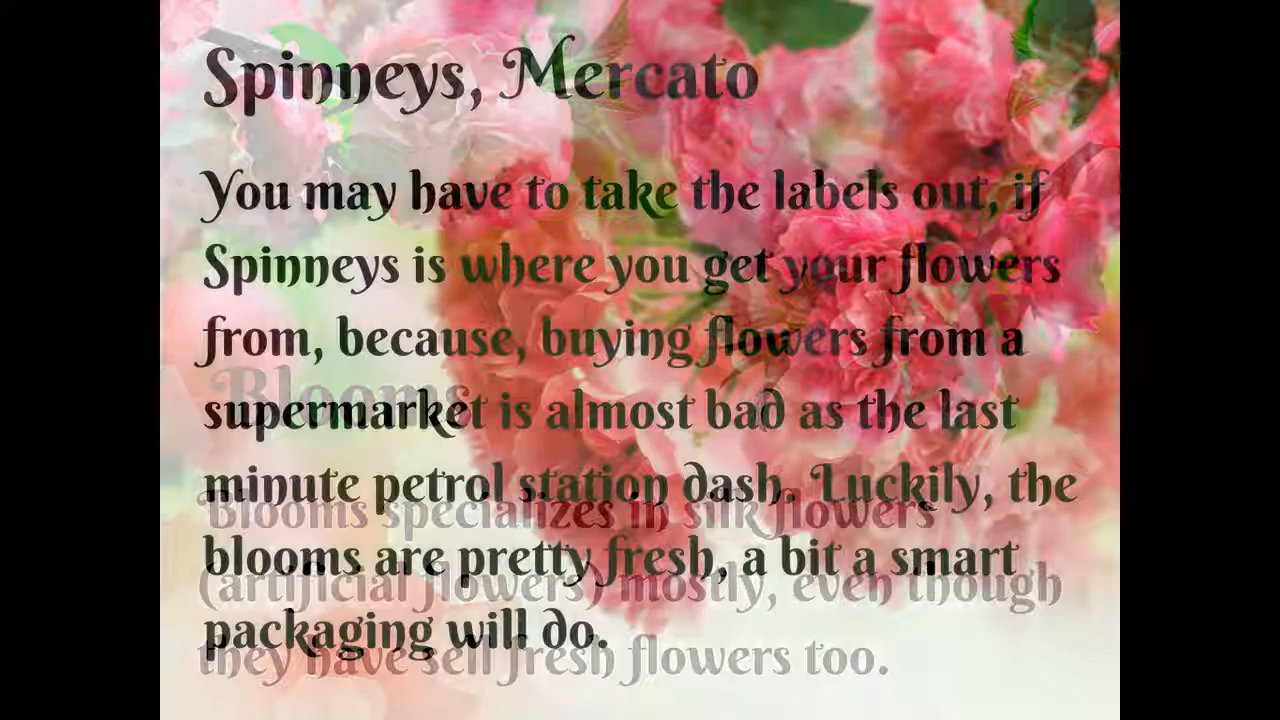 Spinneys, Mercato
You may have to take the labels out, if
Spinneys is where you get your flowers
from, because, buying flowers from a
Blooms
supermarket is almost bad as the last
minute petrol station dash. Luckily, the
Blooms specializes in silk flowers
blooms are pretty fresh, a bit a smart
(artificial flowers) mostly, even though
packaging will do.
they have sell fresh flowers too.